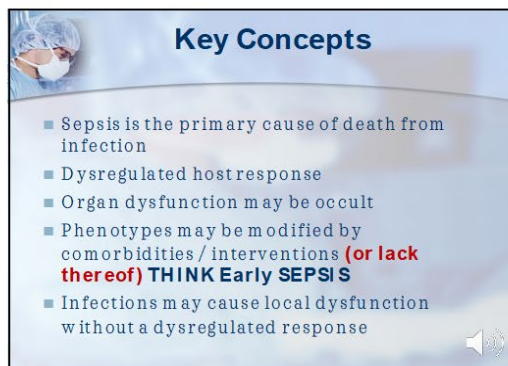 Key Concepts
Sepsis is the primary cause of death from
infection
Dysregulated host response
Organ dysfunction may be occult
Phenotypes may be modified by
comorbidities / interventions (or lack
thereof) THINK Early SEPSIS
Infections may cause local dysfunction
without a dysregulated response